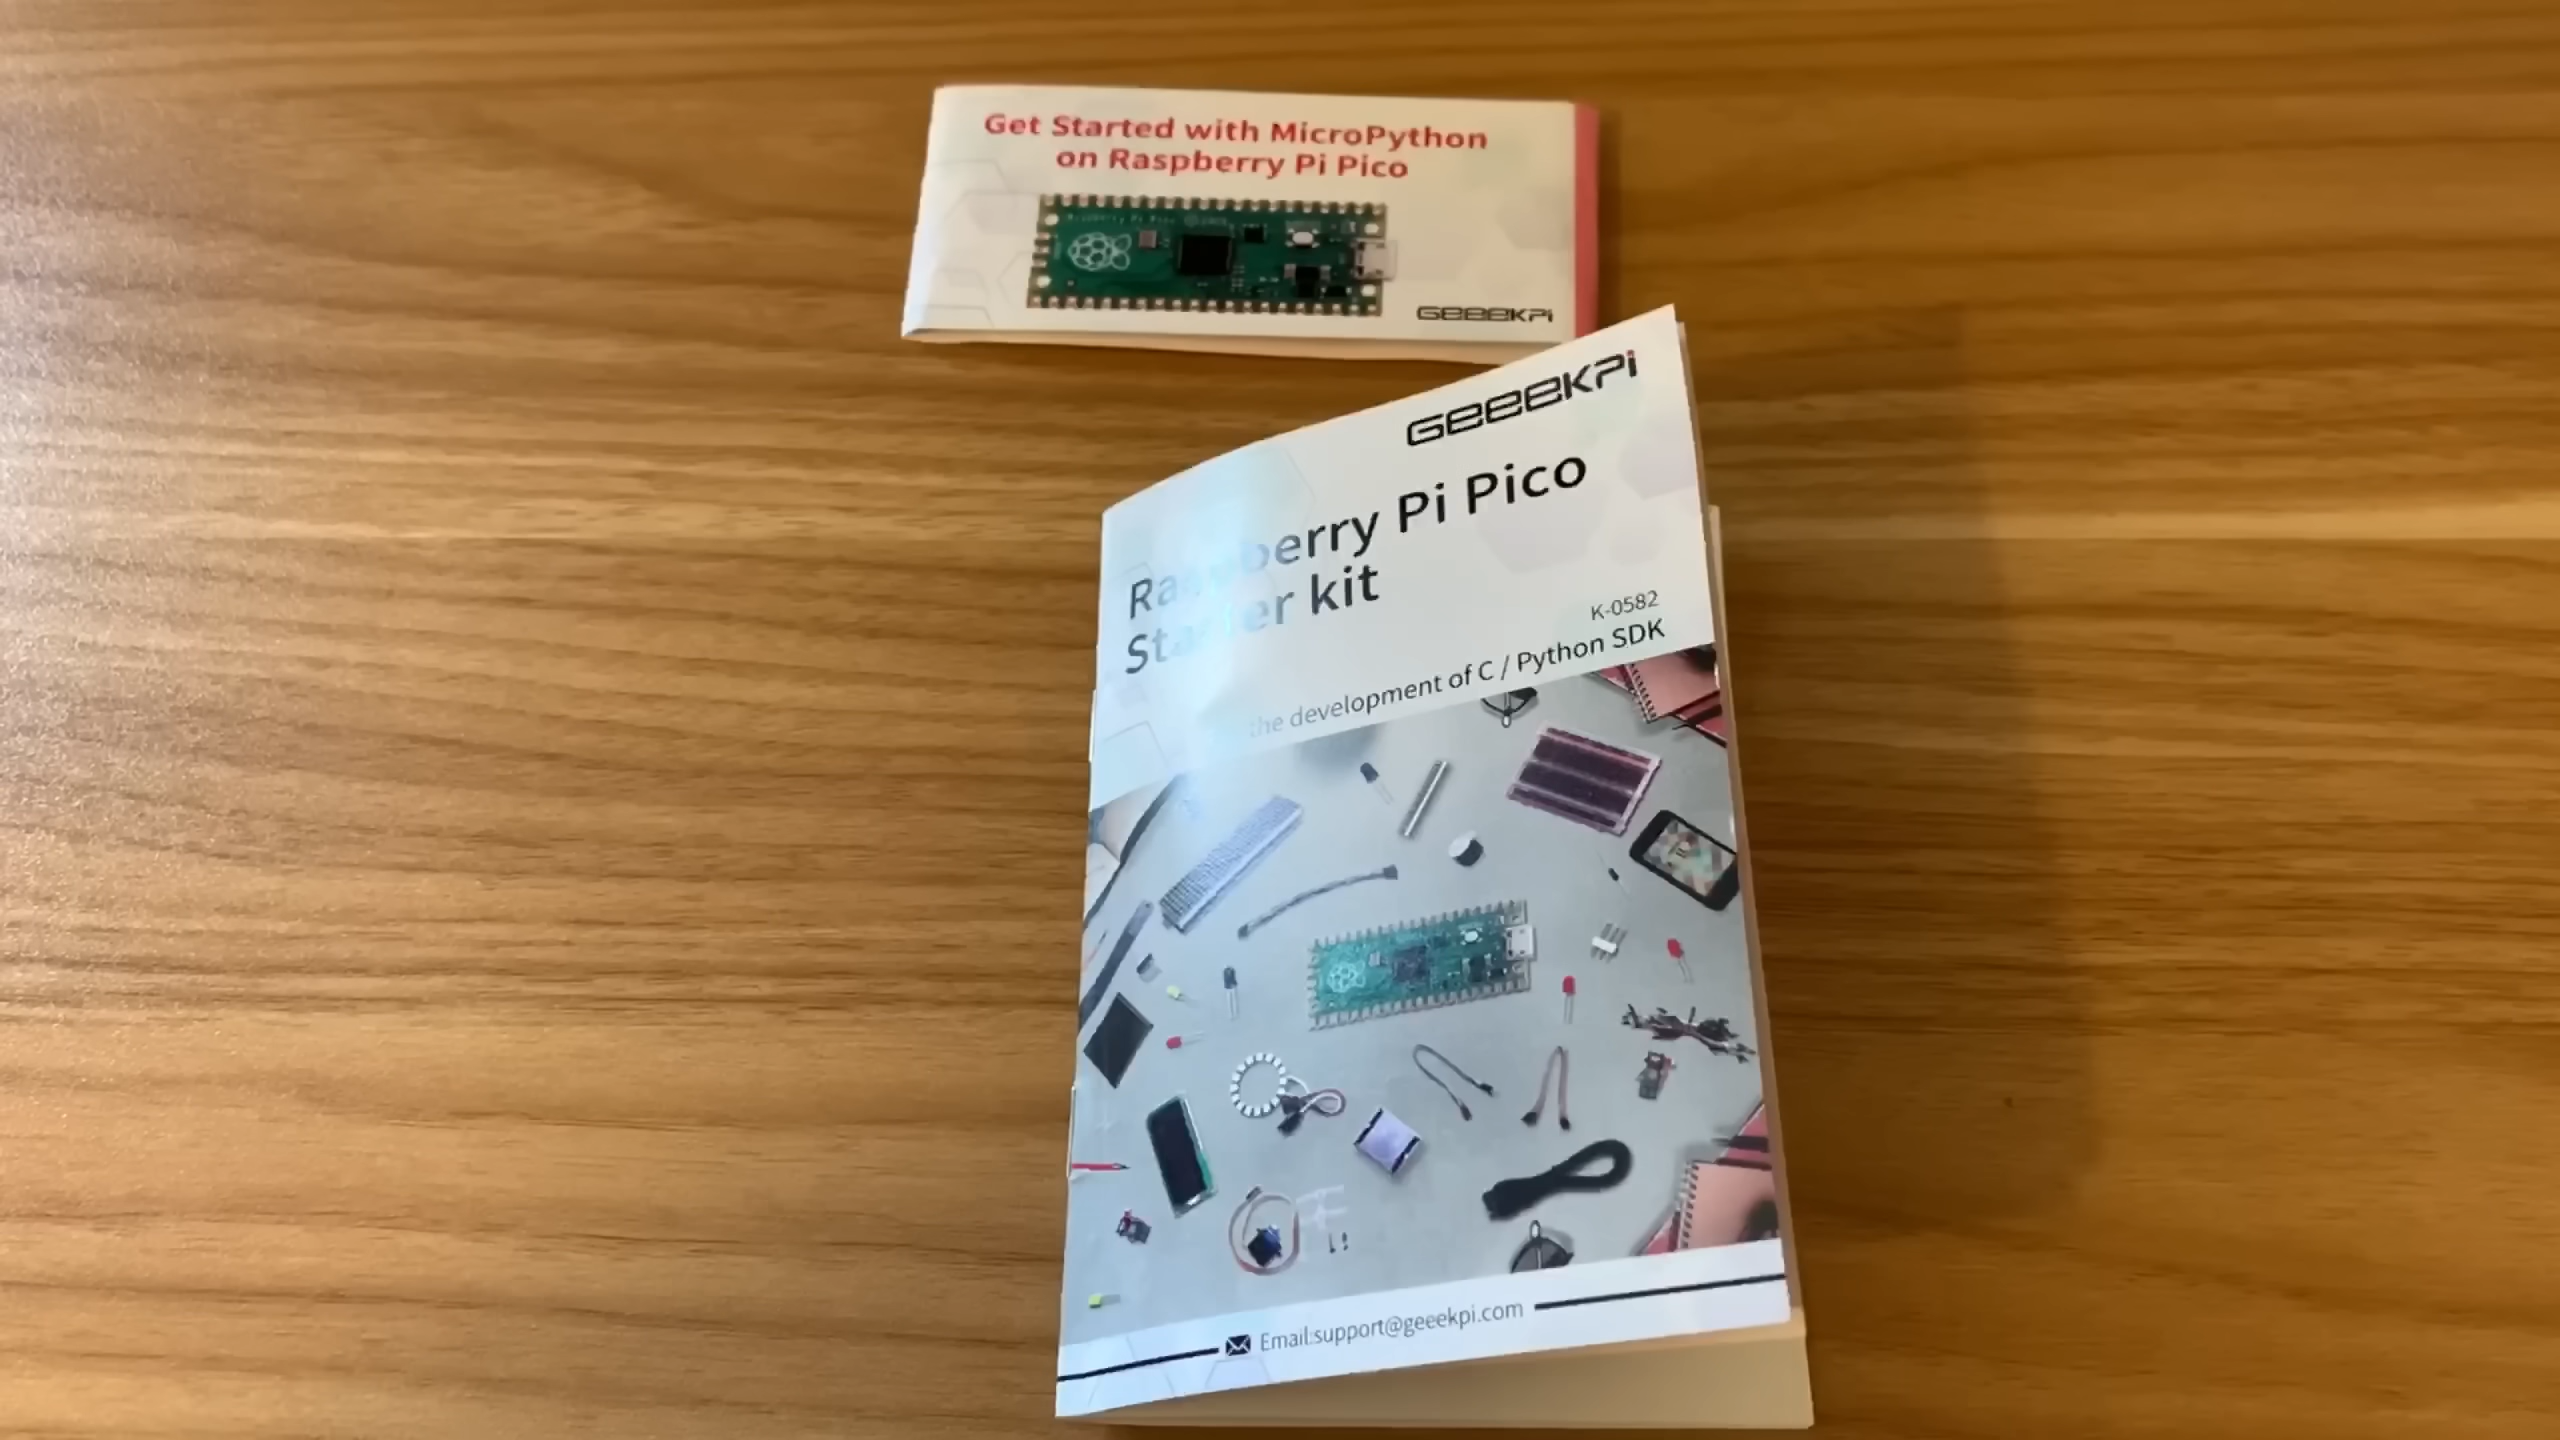 Get Started with MicroPython
on Raspberry Pi Pico
GeeekPi
GeeekPi
Raspberry Pi Pico
Starter kit
K-0582
the development of C / Python SDK
Email:support@geeekpi.com